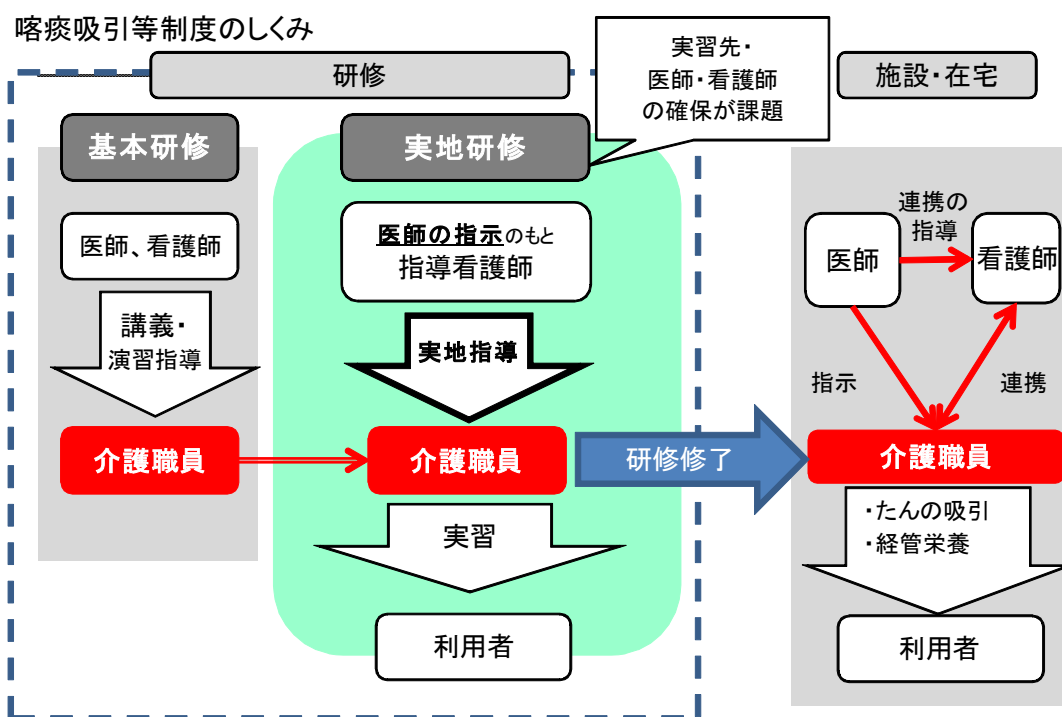 喀痰吸引等制度のしくみ
研修
実習先・
医師・看護師
の確保が課題
施設・在宅
基本研修
医師、看護師
講義・
演習指導
介護職員
実地研修
医師の指示のもと
指導看護師
実地指導
介護職員
実習
利用者
研修修了
医師
連携の
指導
看護師
指示
連携
介護職員
・たんの吸引
・経管栄養
利用者